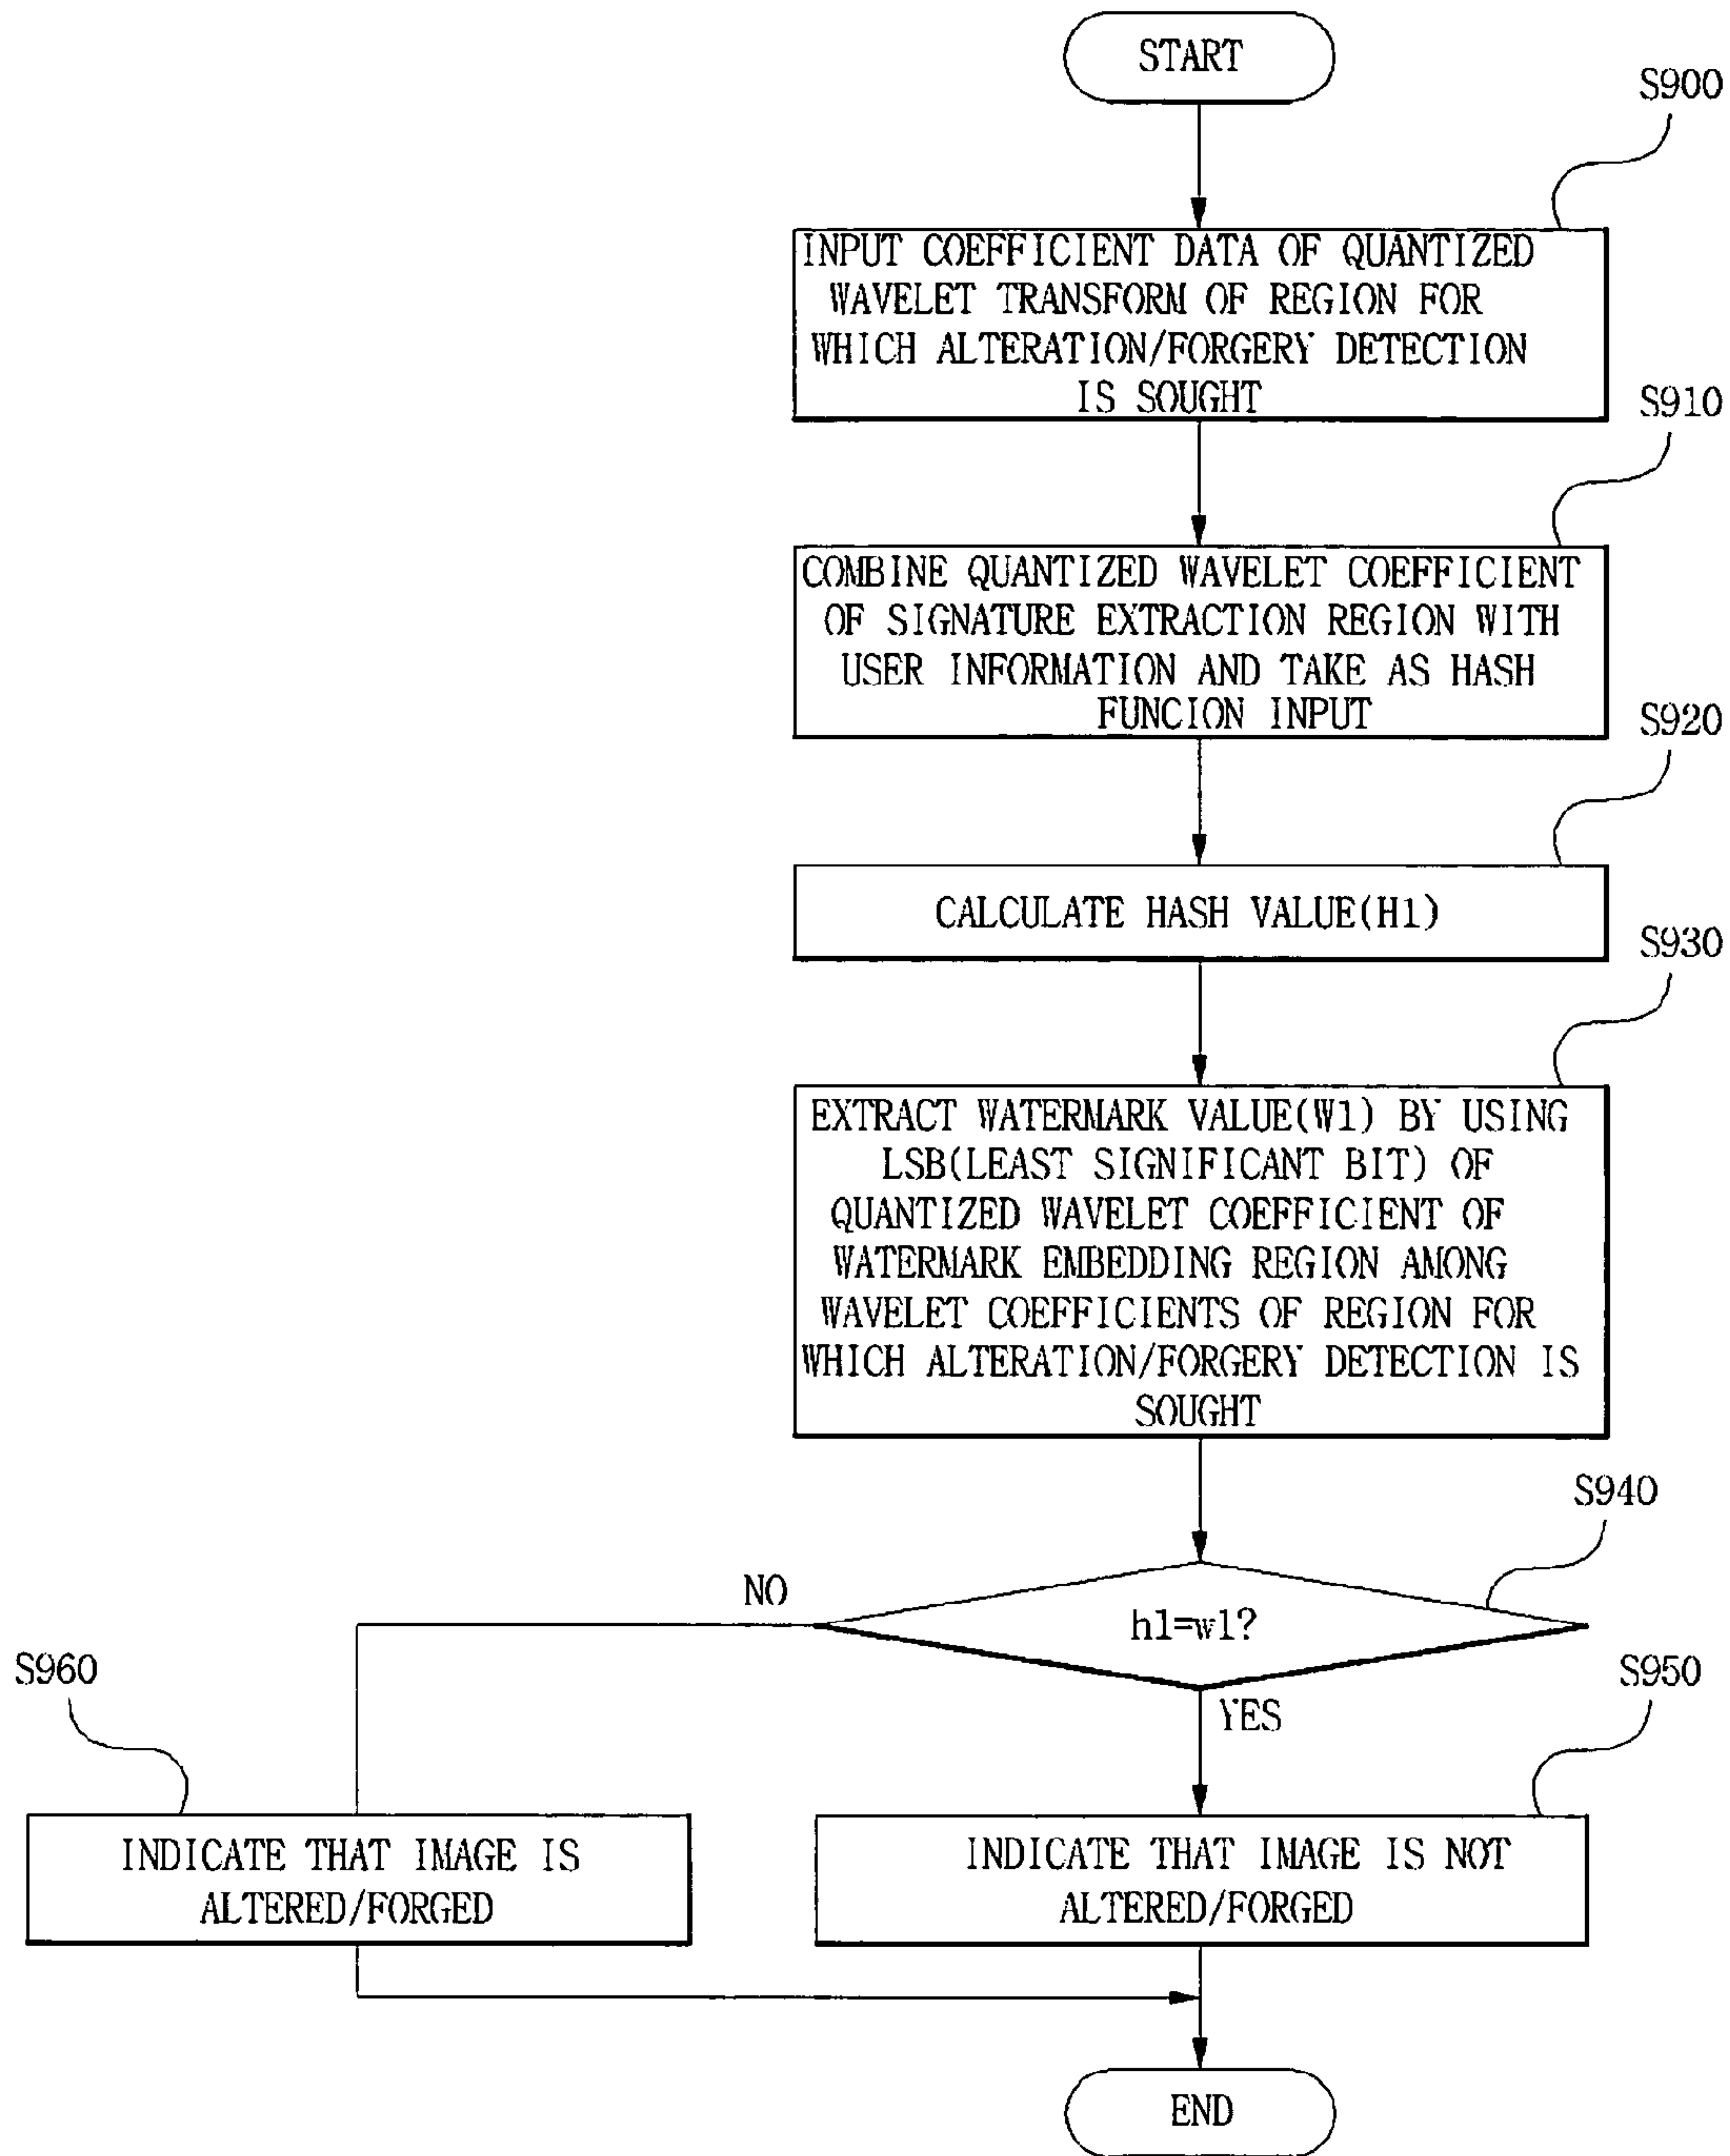 START
S900
INPUT COEFFICIENT DATA OF QUANTIZED
WAVELET TRANSFORM OF REGION FOR
WHICH ALTERATION/FORGERY DETECTION
IS SOUGHT
S910
COMBINE QUANTIZED WAVELET COEFFICIENT
OF SIGNATURE EXTRACTION REGION WITH
USER INFORMATION AND TAKE AS HASH
FUNCION INPUT
S920
CALCULATE HASH VALUE(H1)
S930
EXTRACT WATERMARK VALUE(W1) BY USING
LSB(LEAST SIGNIFICANT BIT) OF
QUANTIZED WAVELET COEFFICIENT OF
WATERMARK EMBEDDING REGION AMONG
WAVELET COEFFICIENTS OF REGION FOR
WHICH ALTERATION/FORGERY DETECTION IS
SOUGHT
S940
NO
h1=w1?
S960
S950
YES
INDICATE THAT IMAGE IS
ALTERED/FORGED
INDICATE THAT IMAGE IS NOT
ALTERED/FORGED
END